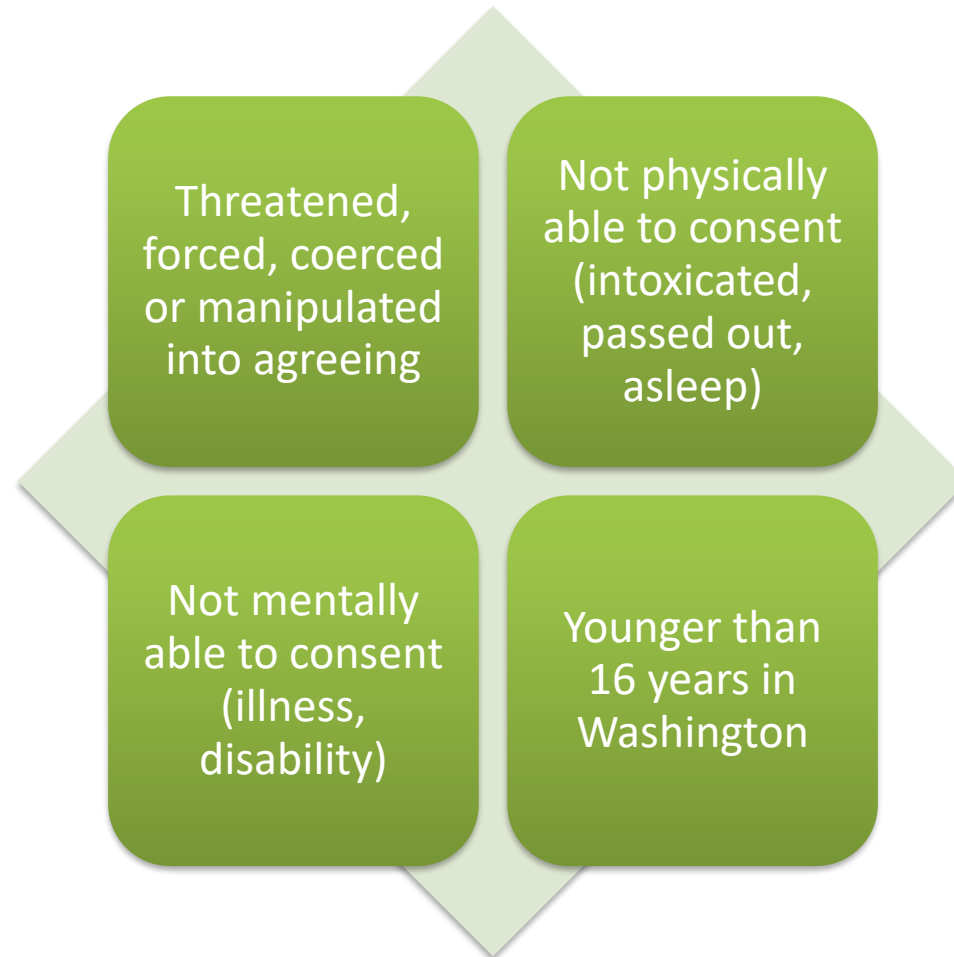 Threatened,
forced, coerced
or manipulated
into agreeing
Not physically
able to consent
(intoxicated,
passed out,
asleep)
Not mentally
able to consent
(illness,
disability)
Younger than
16 years in
Washington